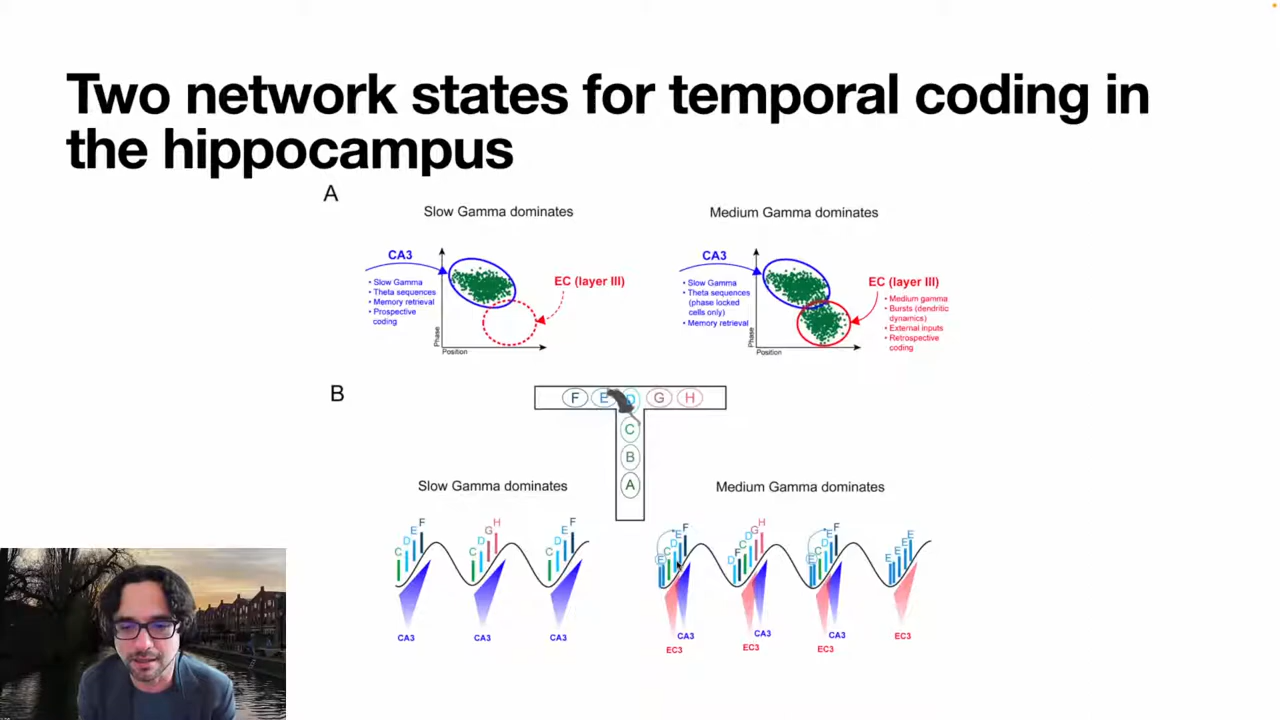 Two network states for temporal coding in
the hippocampus
A
Slow Gamma dominates
CA3
• Slow Gamma
• Theta sequences
• Memory retrieval
• Prospective
coding
EC (layer III)
Phase
Position
Medium Gamma dominates
CA3
• Slow Gamma
• Theta sequences
(phase locked
cells only)
• Memory retrieval
EC (layer III)
• Medium gamma
• Bursts (dendritic
dynamics)
• External inputs
• Retrospective
coding
Phase
Position
B
F E D G H
C
B
A
Slow Gamma dominates
C D E F
C D G H
C D E F
CA3 CA3 CA3
Medium Gamma dominates
E C D E F
D F C D G H
E C D E F
E E E E
CA3 CA3 CA3 EC3
EC3 EC3 EC3